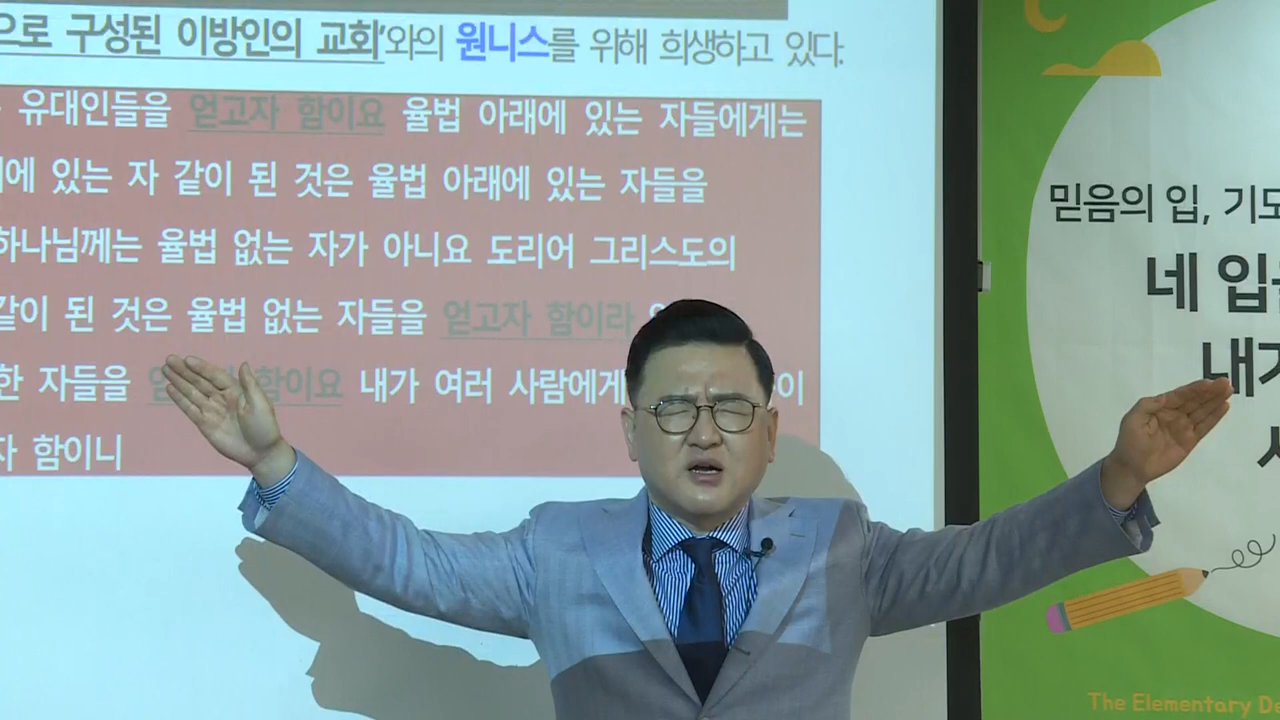 으로 구성된 이방인의 교회'와의 원니스를 위해 희생하고 있다.
유대인들을 얻고자 함이요 율법 아래에 있는 자들에게는
에 있는 자 같이 된 것은 율법 아래에 있는 자들을
하나님께는 율법 없는 자가 아니요 도리어 그리스도의
같이 된 것은 율법 없는 자들을 얻고자 함이라
한 자들을 함이요 내가 여러 사람에게
자 함이니
믿음의 입, 기도
네 입을
내가
The Elementary De